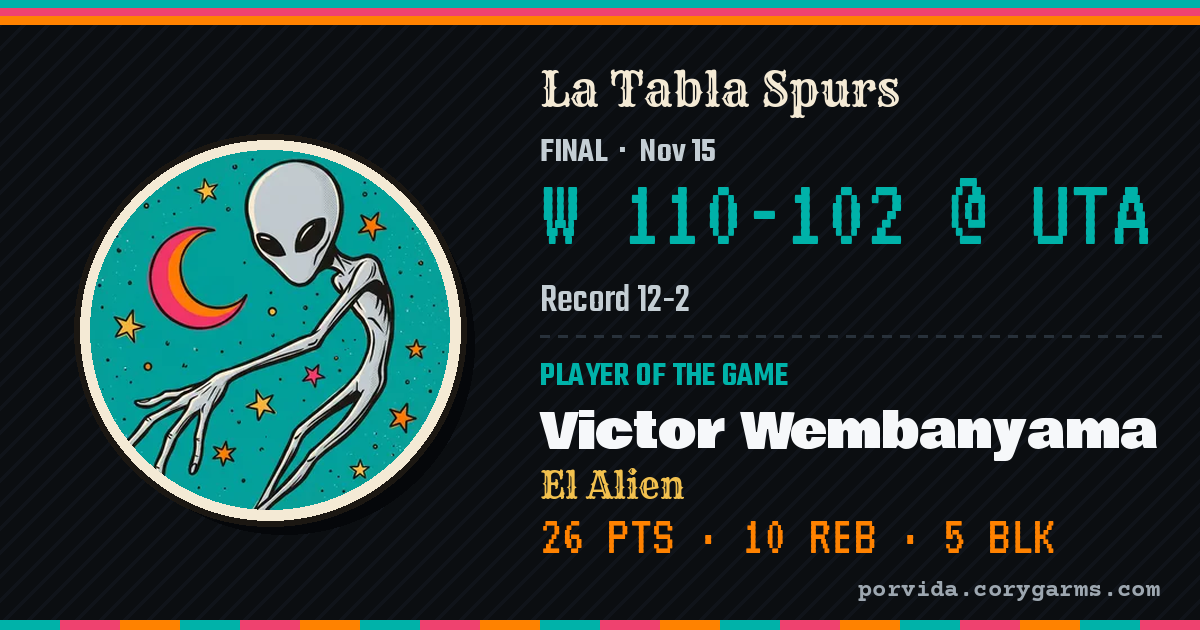 La Tabla Spurs
FINAL · Nov 15
W 110-102 @ UTA
Record 12-2
PLAYER OF THE GAME
Victor Wembanyama
El Alien
26 PTS · 10 REB · 5 BLK
porvida.corygarms.com